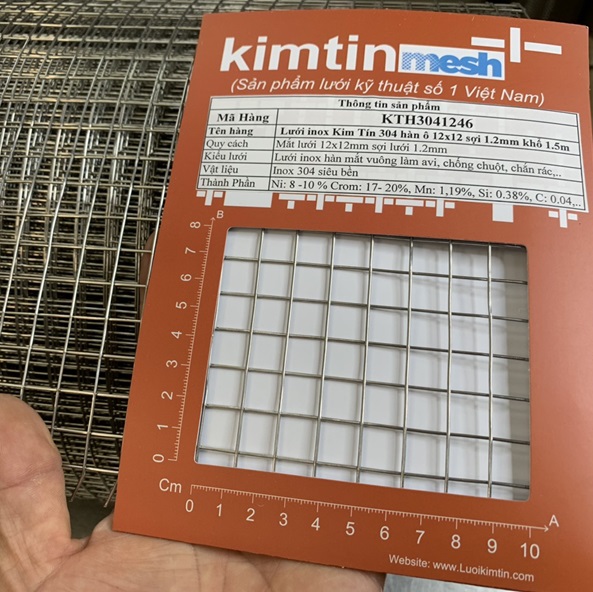 kimtin mesh
(Sản phẩm lưới kỹ thuật số 1 Việt Nam)
Thông tin sản phẩm
Mã Hàng KTH3041246
Tên hàng Lưới inox Kim Tín 304 hàn ô 12x12 sợi 1.2mm khổ 1.5m
Quy cách Mắt lưới 12x12mm sợi lưới 1.2mm
Kiểu lưới Lưới inox hàn mắt vuông làm avi, chống chuột, chắn rác,..
Vật liệu Inox 304 siêu bền
Thành Phần Ni: 8 -10 % Crom: 17- 20%, Mn: 1,19%, Si: 0.38%, C: 0.04,..
B
8
7
6
5
4
3
2
1
0
Cm
0 1 2 3 4 5 6 7 8 9 10 A
Website: www.Luoikimtin.com